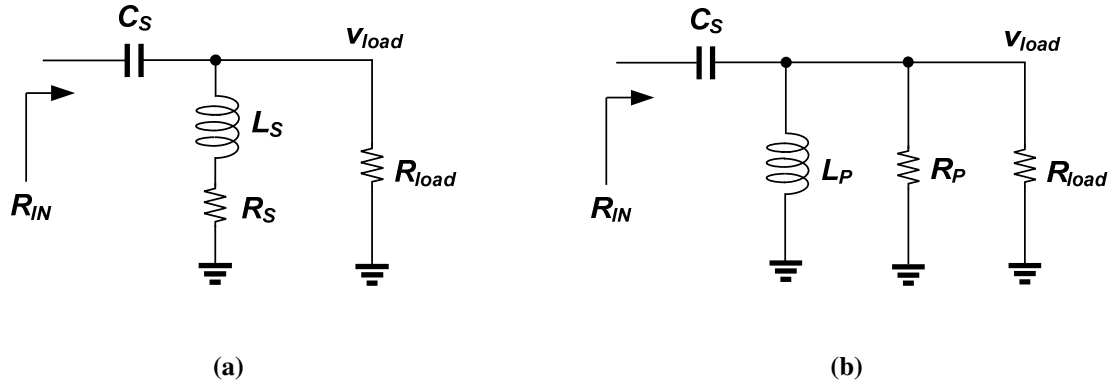 C_S
v_load
L_S
R_load
R_S
R_IN
(a)
C_S
v_load
L_P
R_P
R_load
R_IN
(b)